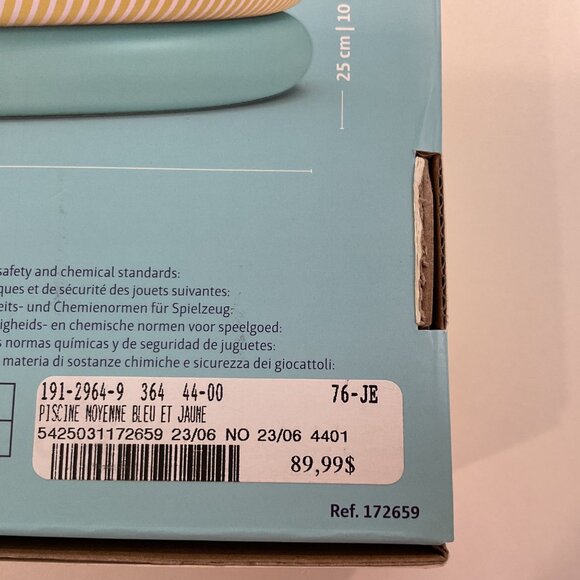 25 cm | 10
safety and chemical standards:
ques et de sécurité des jouets suivantes:
eits- und Chemienormen für Spielzeug:
igheids- en chemische normen voor speelgoed:
s normas químicas y de seguridad de juguetes:
materia di sostanze chimiche e sicurezza dei giocattoli:
191-2964-9 364 44-00 76-JE
PISCINE MOYENNE BLEU ET JAUNE
5425031172659 23/06 NO 23/06 4401
89,99$
Ref. 172659